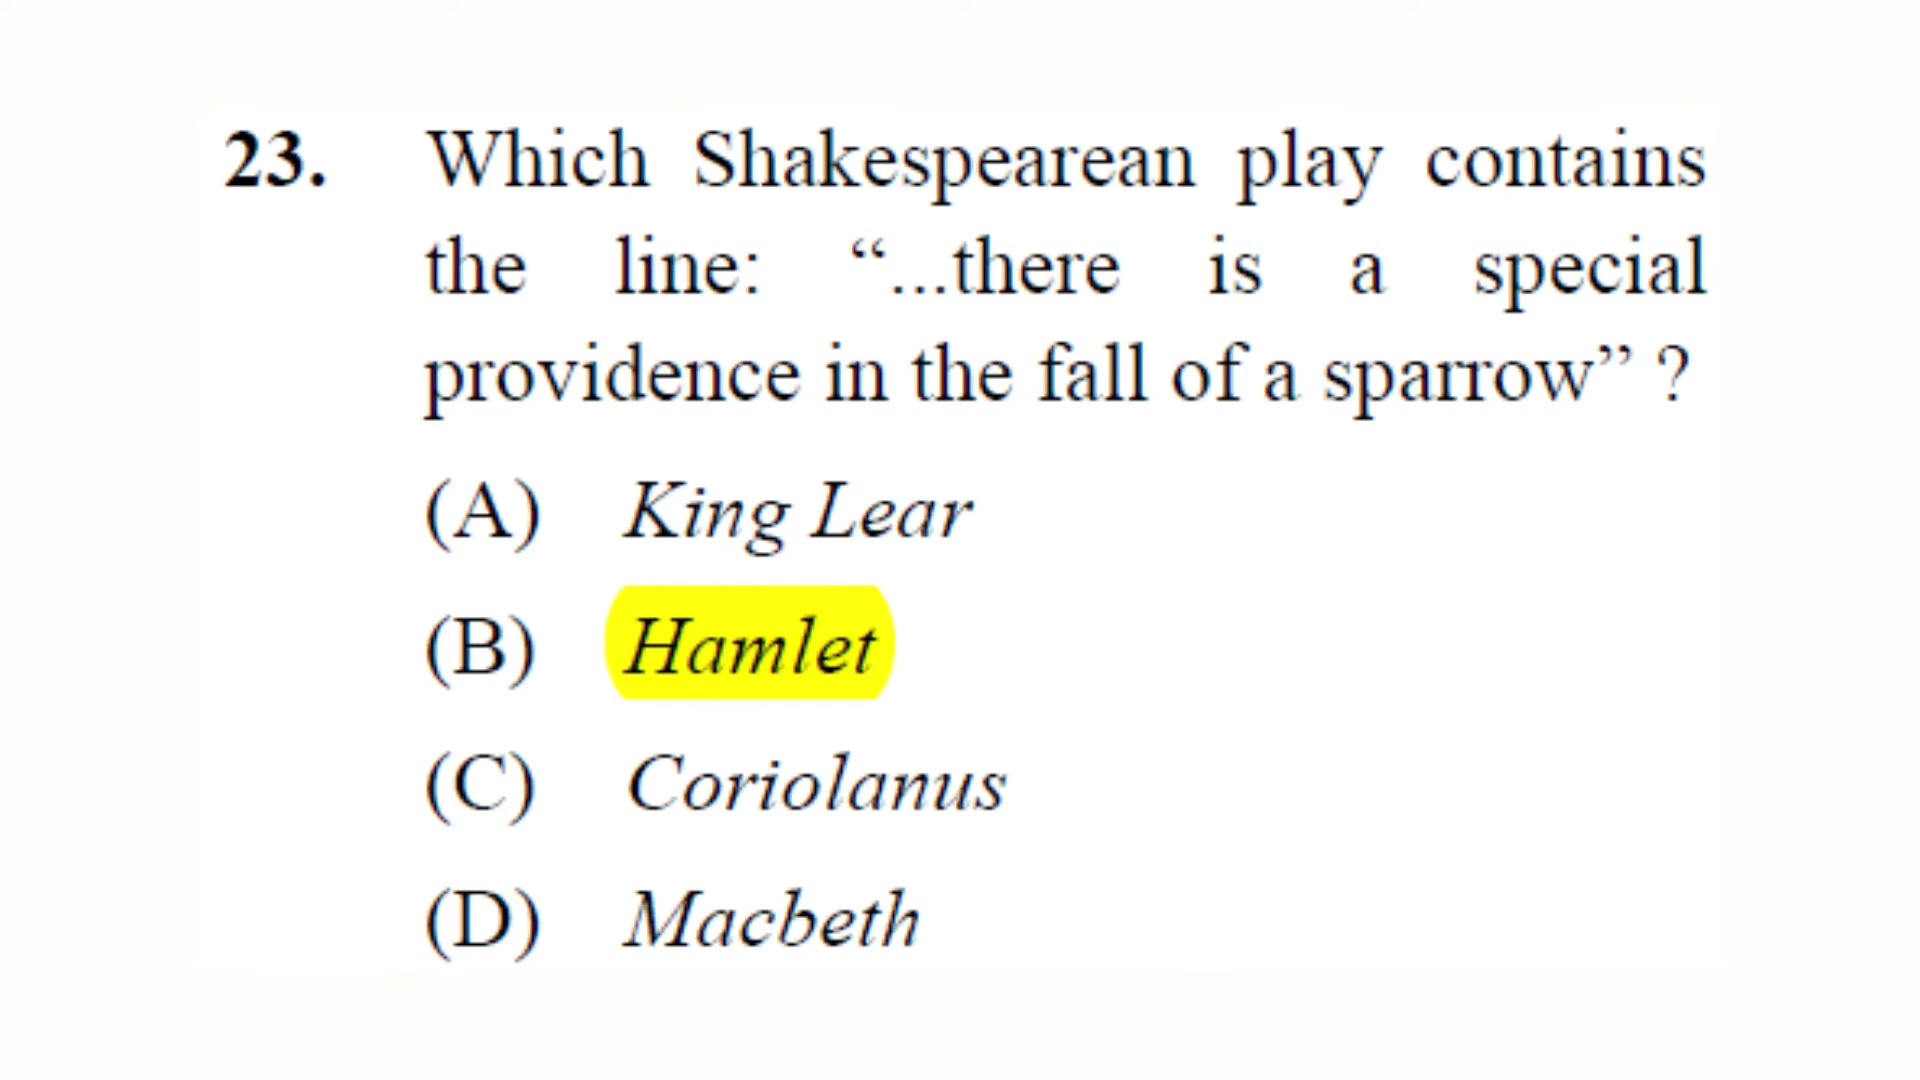 23. Which Shakespearean play contains
the line: “...there is a special
providence in the fall of a sparrow” ?
(A) King Lear
(B) Hamlet
(C) Coriolanus
(D) Macbeth